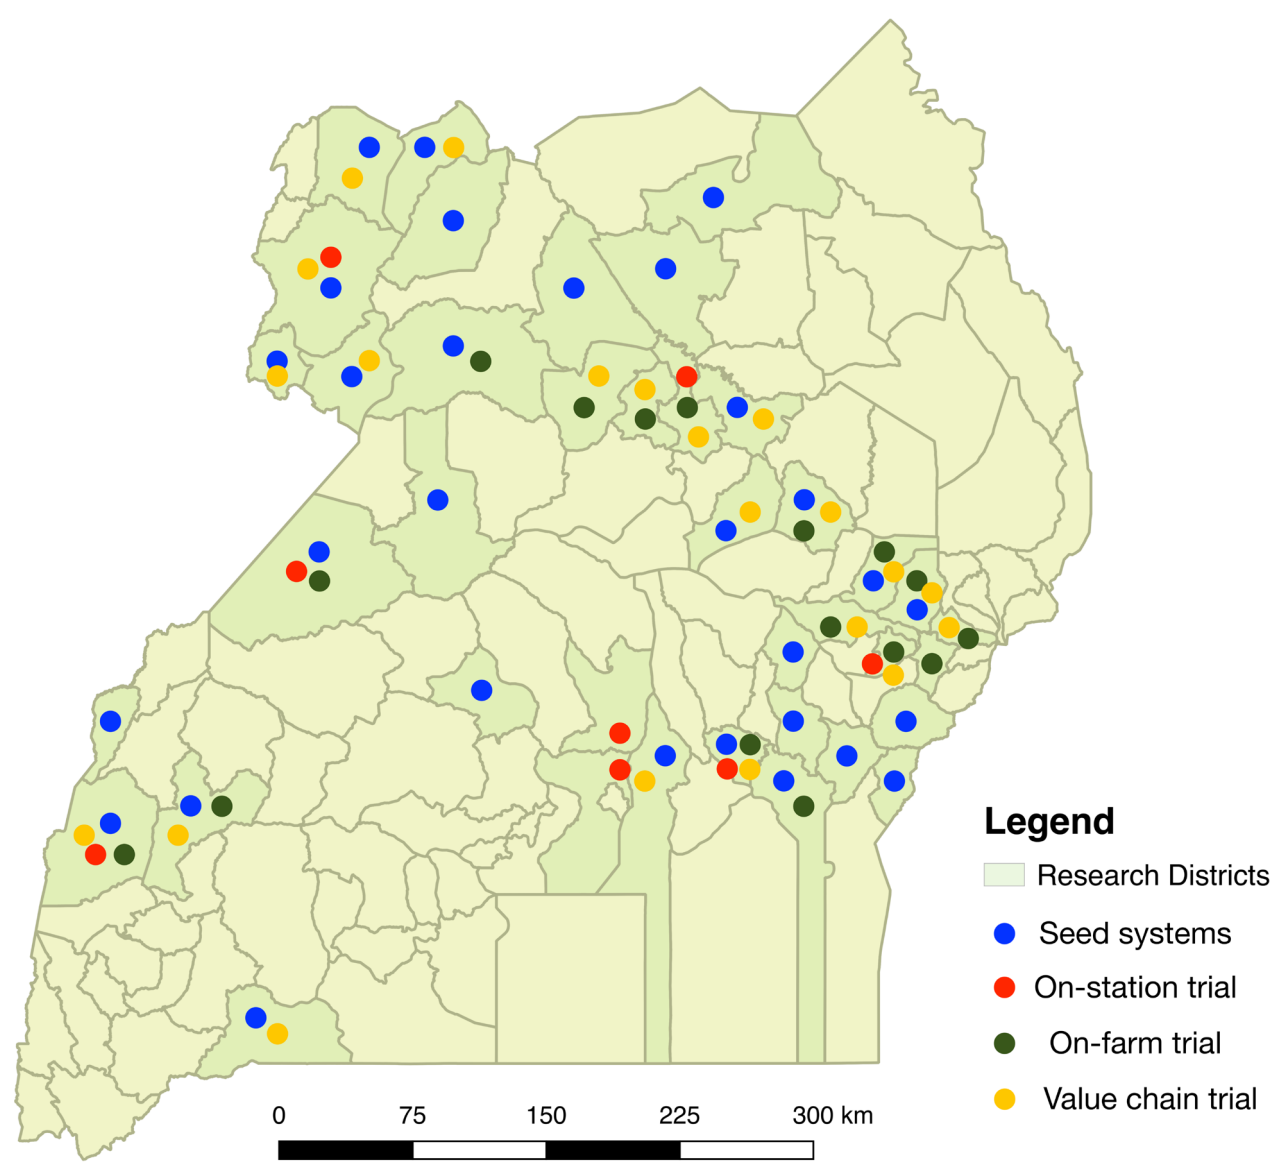 Legend
Research Districts
Seed systems
On-station trial
On-farm trial
Value chain trial
0 75 150 225 300 km